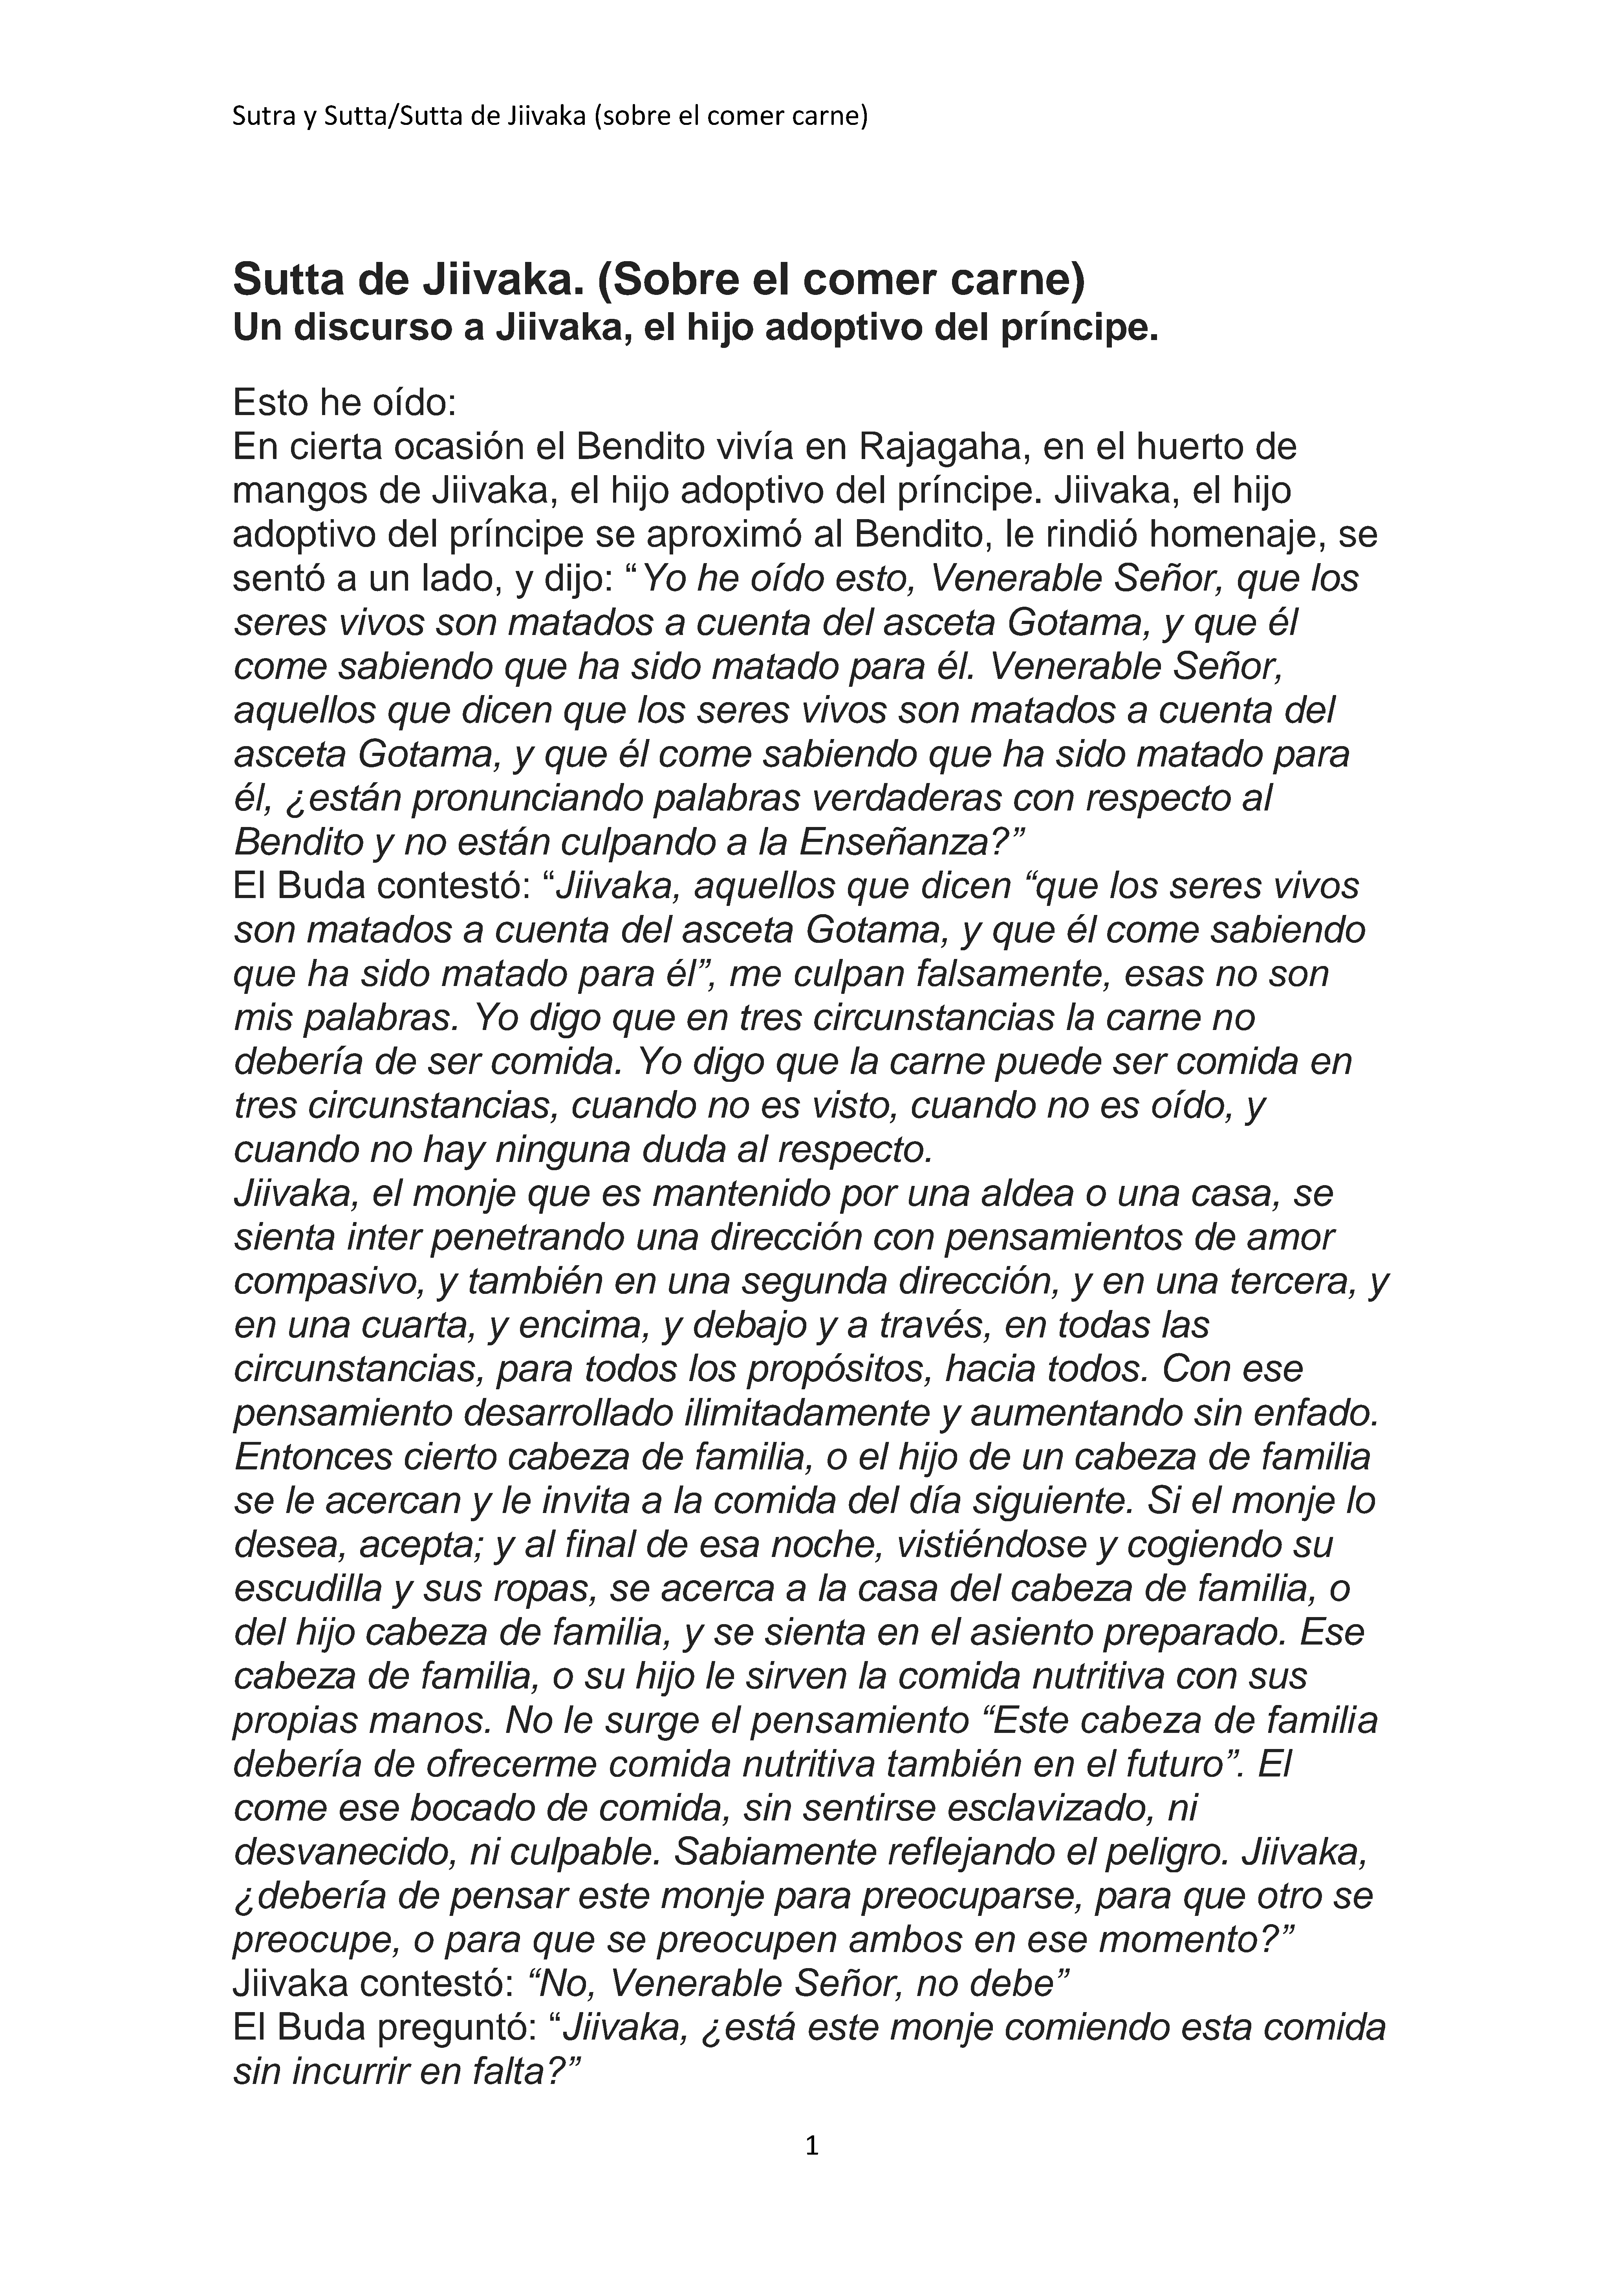 Sutra y Sutta/Sutta de Jiivaka (sobre el comer carne)
Sutta de Jiivaka. (Sobre el comer carne)
Un discurso a Jiivaka, el hijo adoptivo del príncipe.
Esto he oído:
En cierta ocasión el Bendito vivía en Rajagaha, en el huerto de
mangos de Jiivaka, el hijo adoptivo del príncipe. Jiivaka, el hijo
adoptivo del príncipe se aproximó al Bendito, le rindió homenaje, se
sentó a un lado, y dijo: “Yo he oído esto, Venerable Señor, que los
seres vivos son matados a cuenta del asceta Gotama, y que él
come sabiendo que ha sido matado para él. Venerable Señor,
aquellos que dicen que los seres vivos son matados a cuenta del
asceta Gotama, y que él come sabiendo que ha sido matado para
él, ¿están pronunciando palabras verdaderas con respecto al
Bendito y no están culpando a la Enseñanza?”
El Buda contestó: “Jiivaka, aquellos que dicen “que los seres vivos
son matados a cuenta del asceta Gotama, y que él come sabiendo
que ha sido matado para él”, me culpan falsamente, esas no son
mis palabras. Yo digo que en tres circunstancias la carne no
debería de ser comida. Yo digo que la carne puede ser comida en
tres circunstancias, cuando no es visto, cuando no es oído, y
cuando no hay ninguna duda al respecto.
Jiivaka, el monje que es mantenido por una aldea o una casa, se
sienta inter penetrando una dirección con pensamientos de amor
compasivo, y también en una segunda dirección, y en una tercera, y
en una cuarta, y encima, y debajo y a través, en todas las
circunstancias, para todos los propósitos, hacia todos. Con ese
pensamiento desarrollado ilimitadamente y aumentando sin enfado.
Entonces cierto cabeza de familia, o el hijo de un cabeza de familia
se le acercan y le invita a la comida del día siguiente. Si el monje lo
desea, acepta; y al final de esa noche, vistiéndose y cogiendo su
escudilla y sus ropas, se acerca a la casa del cabeza de familia, o
del hijo cabeza de familia, y se sienta en el asiento preparado. Ese
cabeza de familia, o su hijo le sirven la comida nutritiva con sus
propias manos. No le surge el pensamiento “Este cabeza de familia
debería de ofrecerme comida nutritiva también en el futuro”. El
come ese bocado de comida, sin sentirse esclavizado, ni
desvanecido, ni culpable. Sabiamente reflejando el peligro. Jiivaka,
¿debería de pensar este monje para preocuparse, para que otro se
preocupe, o para que se preocupen ambos en ese momento?”
Jiivaka contestó: “No, Venerable Señor, no debe”
El Buda preguntó: “Jiivaka, ¿está este monje comiendo esta comida
sin incurrir en falta?”
1